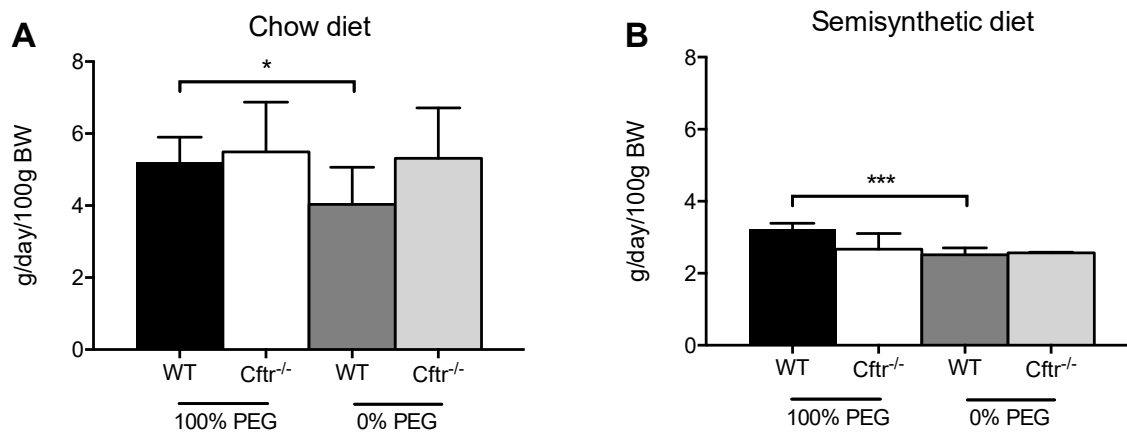 A
Chow diet
g/day/100g BW
8
6
4
2
0
*
WT
Cftr-/-
WT
Cftr-/-
100% PEG
0% PEG
B
Semisynthetic diet
g/day/100g BW
8
6
4
2
0
***
WT
Cftr-/-
WT
Cftr-/-
100% PEG
0% PEG